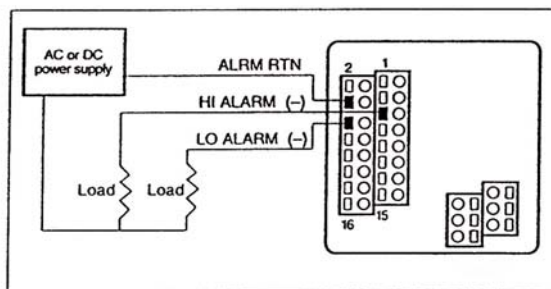 AC or DC
power supply
ALRM RTN
HI ALARM (–)
LO ALARM (–)
Load
Load
2
1
16
15